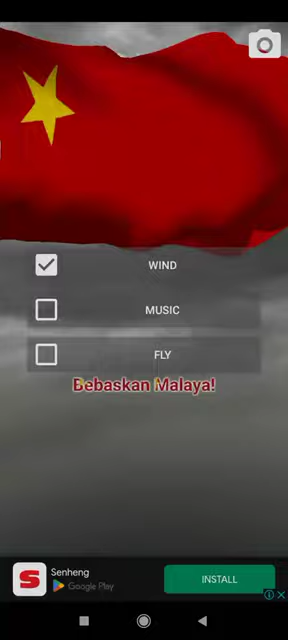 WIND
MUSIC
FLY
Bebaskan Malaya!
Senheng
Google Play
INSTALL